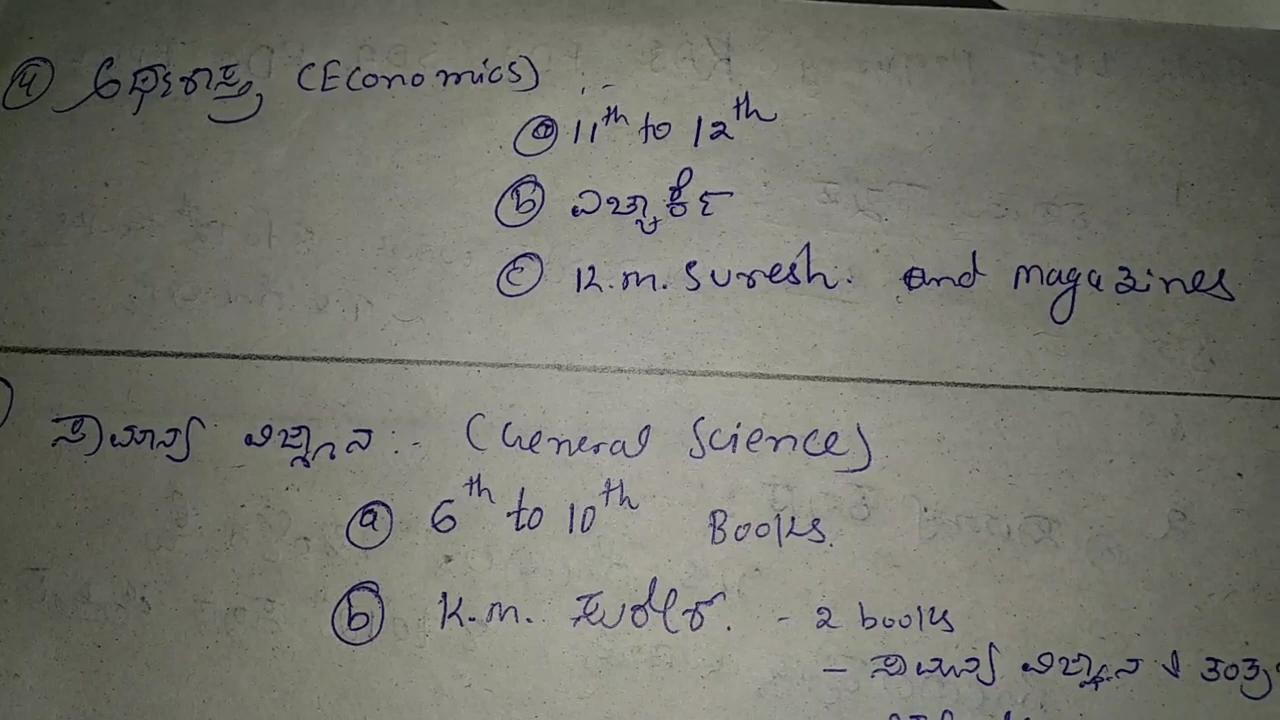 ④ ಅರ್ಥಶಾಸ್ತ್ರ (Economics) :-
ⓐ 11th to 12th
ⓑ
ⓒ K.m. Suresh. and magazines
ಸಾಮಾನ್ಯ ವಿಜ್ಞಾನ :- (General Science)
ⓐ 6th to 10th Books.
ⓑ K.m. ಸುರೇಶ್. - 2 books
- ಸಾಮಾನ್ಯ ವಿಜ್ಞಾನ & ತಂತ್ರ